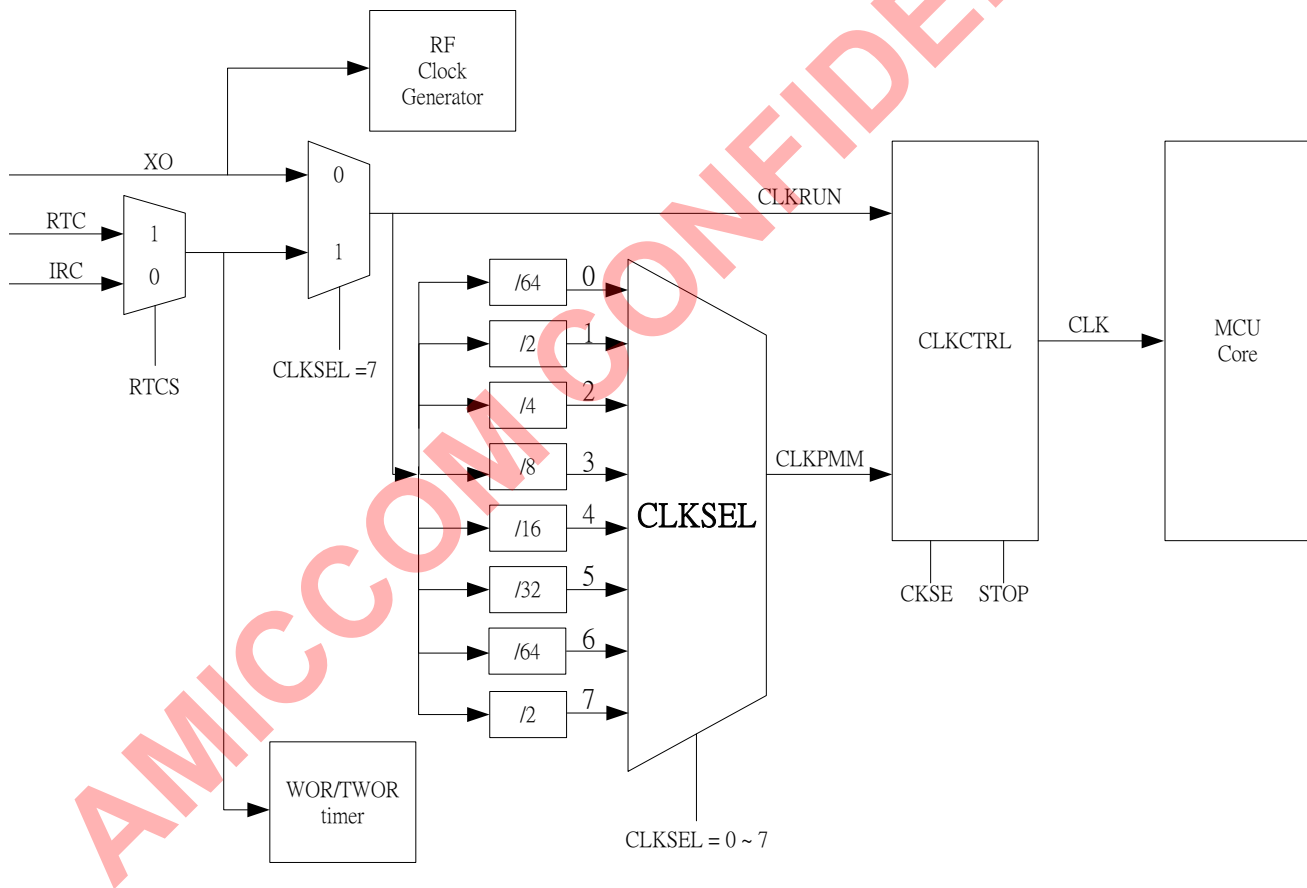 RF
Clock
Generator
XO
0
1
RTC
IRC
1
0
RTCS
CLKSEL =7
CLKRUN
/64
0
/2
1
/4
2
/8
3
/16
4
/32
5
/64
6
/2
7
CLKSEL
CLKSEL = 0 ~ 7
CLKPMM
CLKCTRL
CKSE
STOP
CLK
MCU
Core
WOR/TWOR
timer
AMICCOM CONFIDE